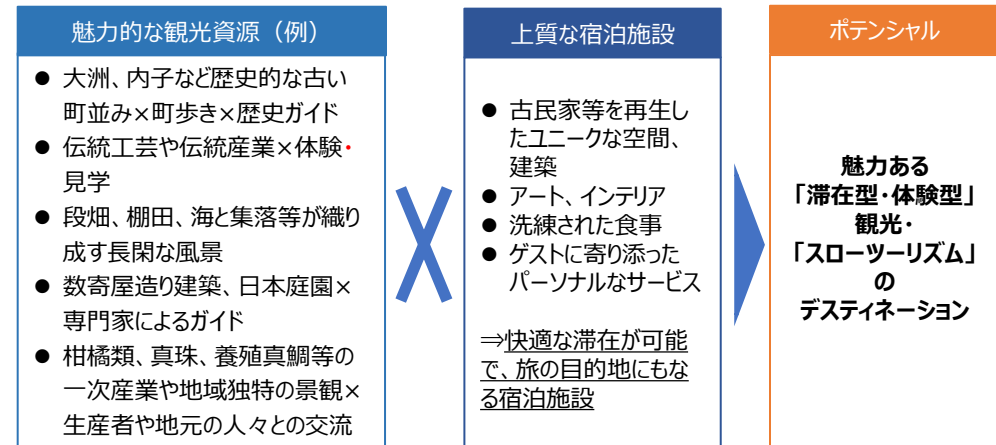 魅力的な観光資源（例）
● 大洲、内子など歴史的な古い
町並み×町歩き×歴史ガイド
● 伝統工芸や伝統産業×体験・
見学
● 段畑、棚田、海と集落等が織り
成す長閑な風景
● 数寄屋造り建築、日本庭園×
専門家によるガイド
● 柑橘類、真珠、養殖真鯛等の
一次産業や地域独特の景観×
生産者や地元の人々との交流
上質な宿泊施設
● 古民家等を再生し
たユニークな空間、
建築
● アート、インテリア
● 洗練された食事
● ゲストに寄り添った
パーソナルなサービス
⇒快適な滞在が可能
で、旅の目的地にもな
る宿泊施設
ポテンシャル
魅力ある
「滞在型・体験型」
観光・
「スローツーリズム」
の
デスティネーション